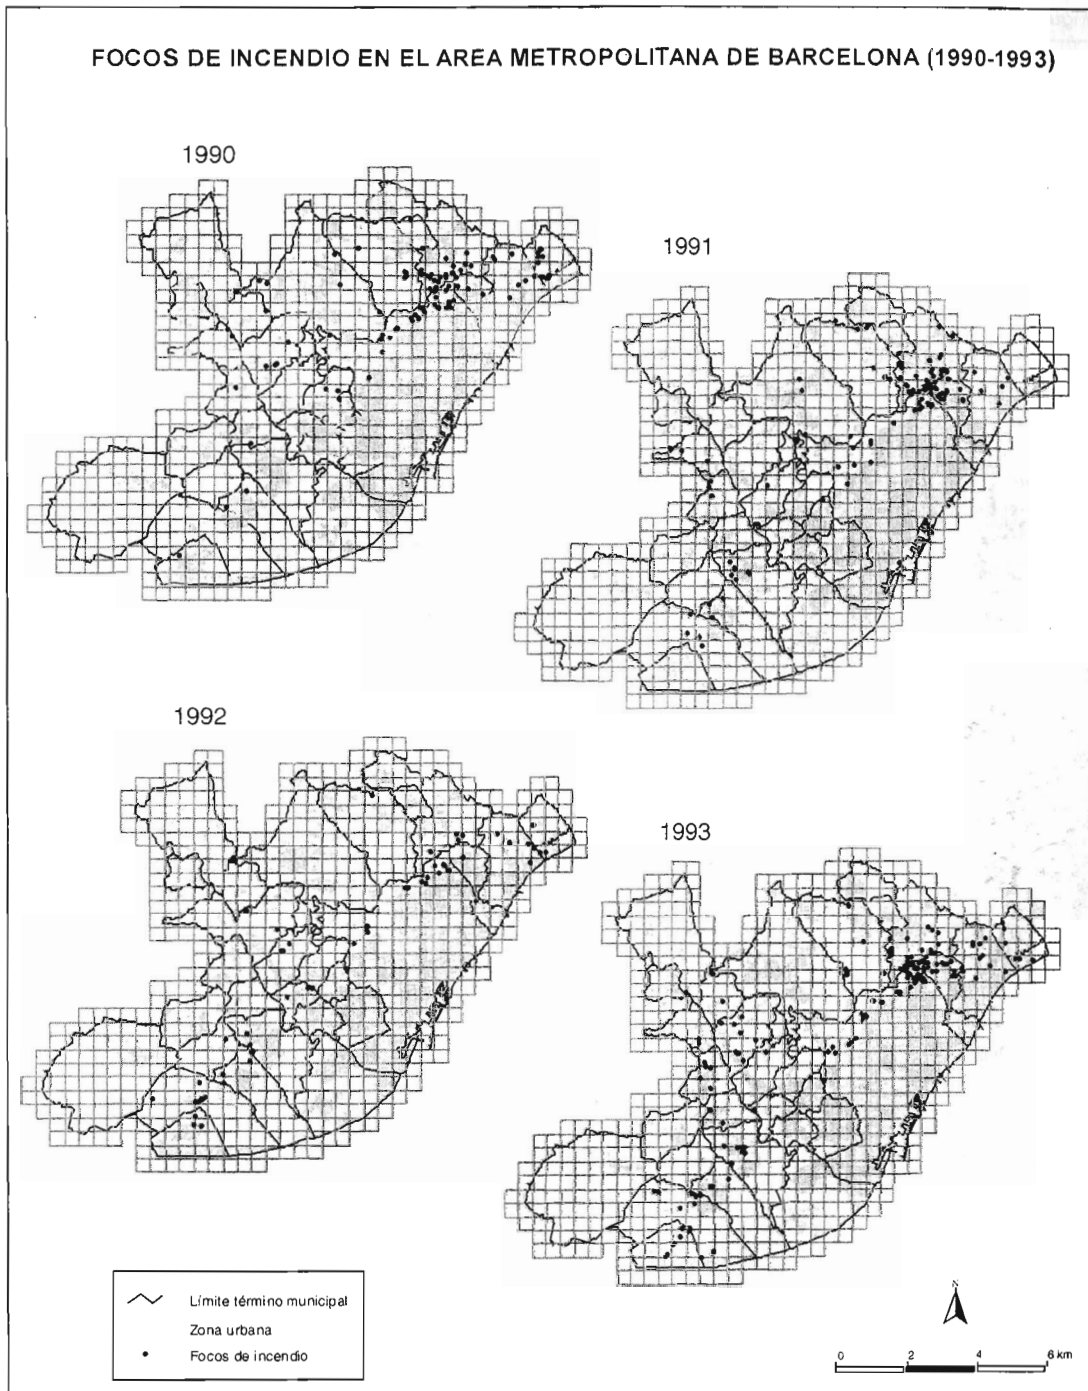 FOCOS DE INCENDIO EN EL AREA METROPOLITANA DE BARCELONA (1990-1993)
1990
1991
1992
1993
Límite término municipal
Zona urbana
Focos de incendio
N
0 2 4 6 km